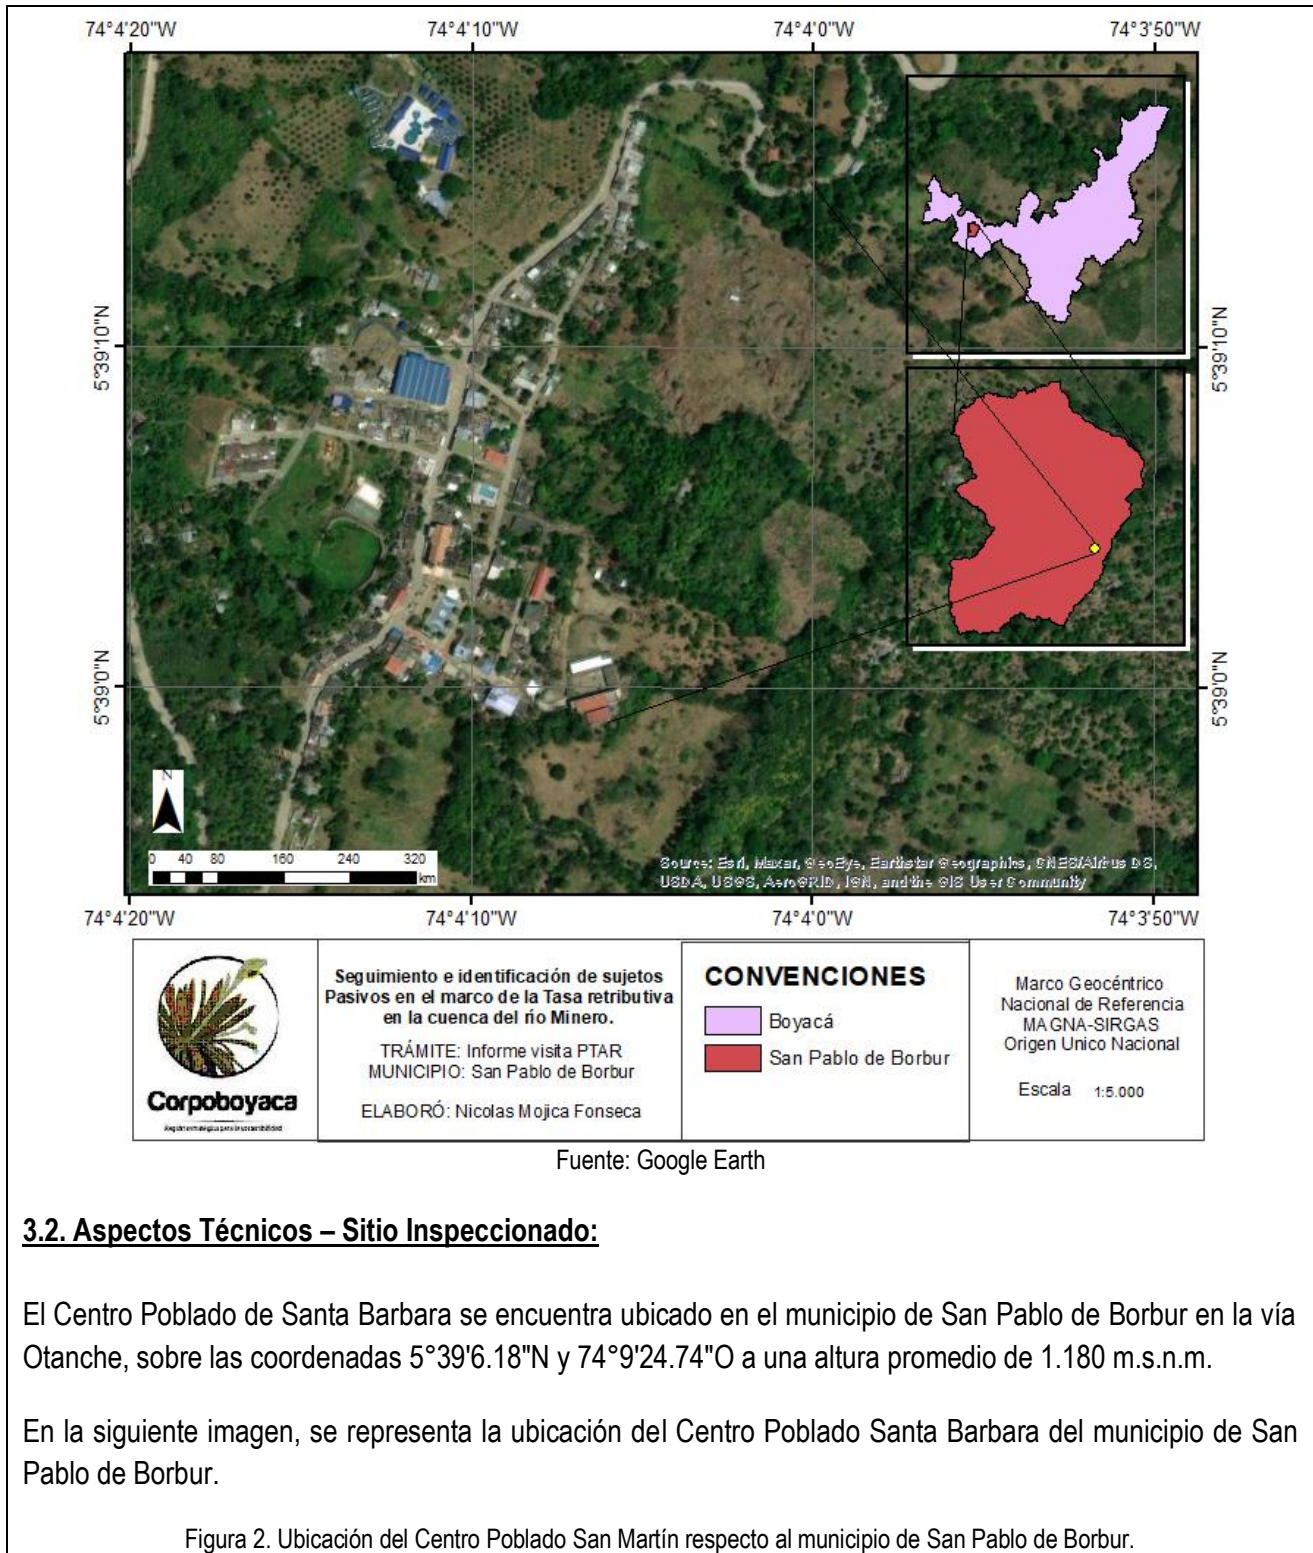 74°4'20"W 74°4'10"W 74°4'0"W 74°3'50"W
5°39'10"N 5°39'10"N
5°39'0"N 5°39'0"N
N
0 40 80 160 240 320
km
Source: Esri, Maxar, GeoEye, Earthstar Geographics, CNES/Airbus DS,
USDA, USGS, AeroGRID, IGN, and the GIS User Community
74°4'20"W 74°4'10"W 74°4'0"W 74°3'50"W
Corpoboyaca
Región estratégica para la sostenibilidad
Seguimiento e identificación de sujetos
Pasivos en el marco de la Tasa retributiva
en la cuenca del río Minero.
TRÁMITE: Informe visita PTAR
MUNICIPIO: San Pablo de Borbur
ELABORÓ: Nicolas Mojica Fonseca
CONVENCIONES
Boyacá
San Pablo de Borbur
Marco Geocéntrico
Nacional de Referencia
MAGNA-SIRGAS
Origen Unico Nacional
Escala 1:5.000
Fuente: Google Earth
3.2. Aspectos Técnicos – Sitio Inspeccionado:
El Centro Poblado de Santa Barbara se encuentra ubicado en el municipio de San Pablo de Borbur en la vía
Otanche, sobre las coordenadas 5°39'6.18"N y 74°9'24.74"O a una altura promedio de 1.180 m.s.n.m.
En la siguiente imagen, se representa la ubicación del Centro Poblado Santa Barbara del municipio de San
Pablo de Borbur.
Figura 2. Ubicación del Centro Poblado San Martín respecto al municipio de San Pablo de Borbur.